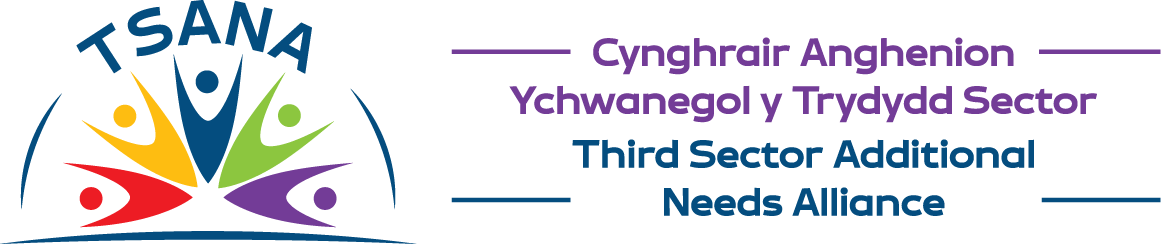 TSANA
Cynghrair Anghenion
Ychwanegol y Trydydd Sector
Third Sector Additional
Needs Alliance